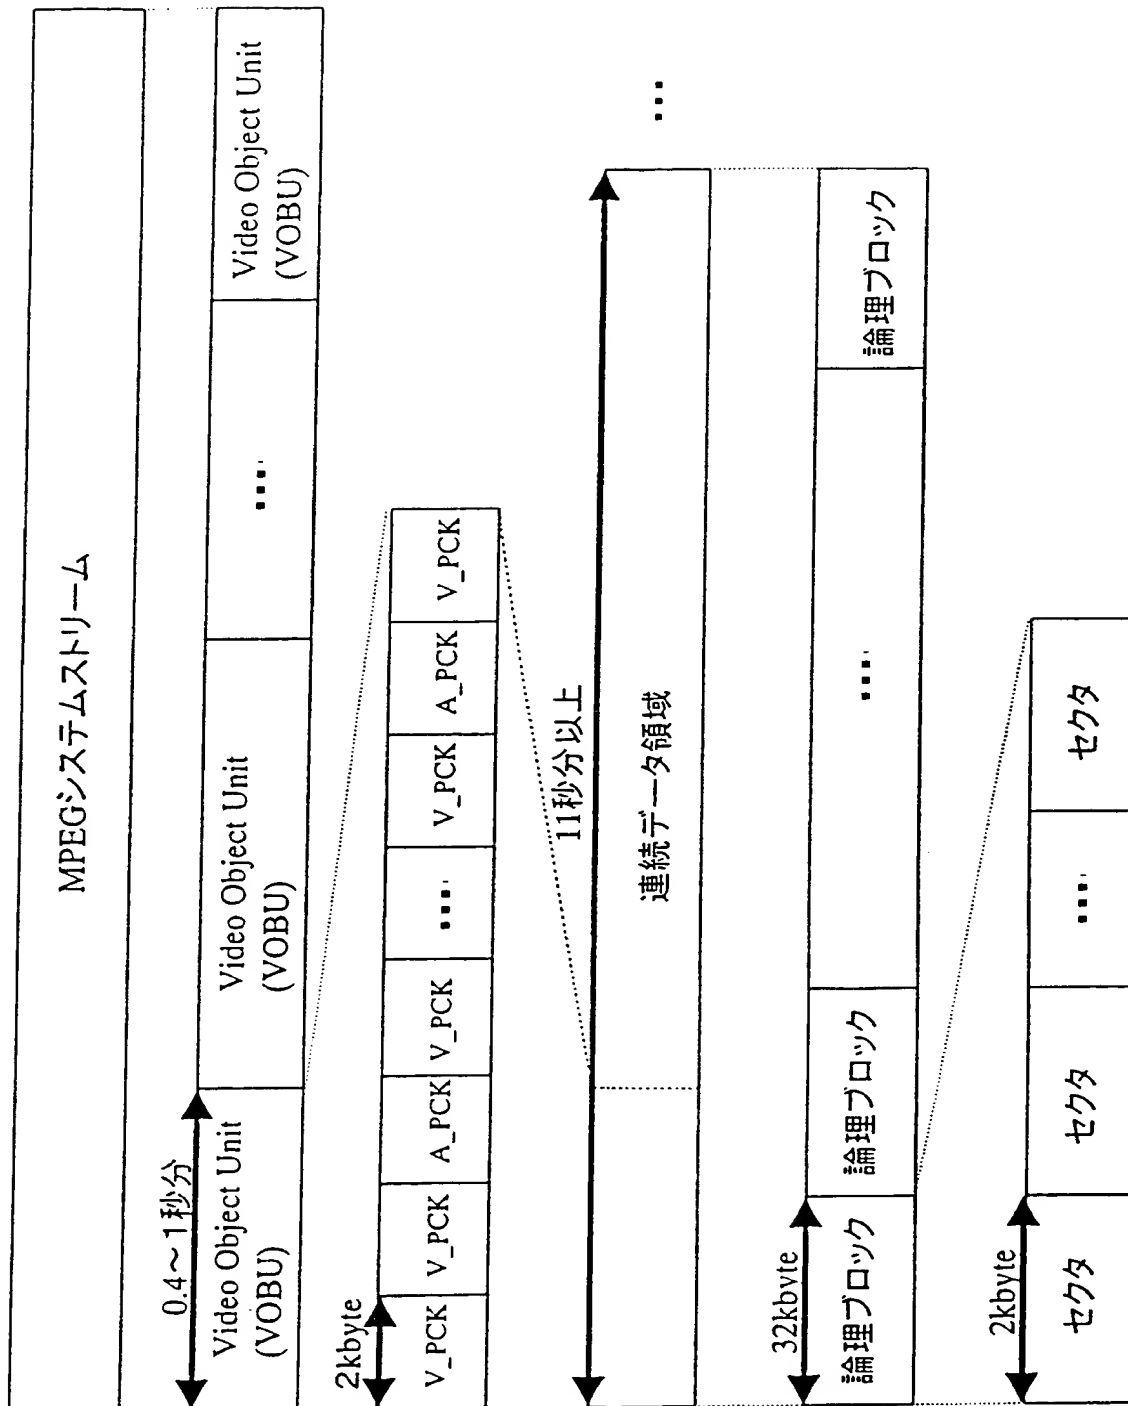 MPEGシステムストリーム
0.4～1秒分
Video Object Unit
(VOBU)
Video Object Unit
(VOBU)
....
Video Object Unit
(VOBU)
2kbyte
V_PCK
V_PCK
A_PCK
V_PCK
....
V_PCK
A_PCK
V_PCK
11秒分以上
連続データ領域
...
32kbyte
論理ブロック
論理ブロック
....
論理ブロック
2kbyte
セクタ
セクタ
....
セクタ